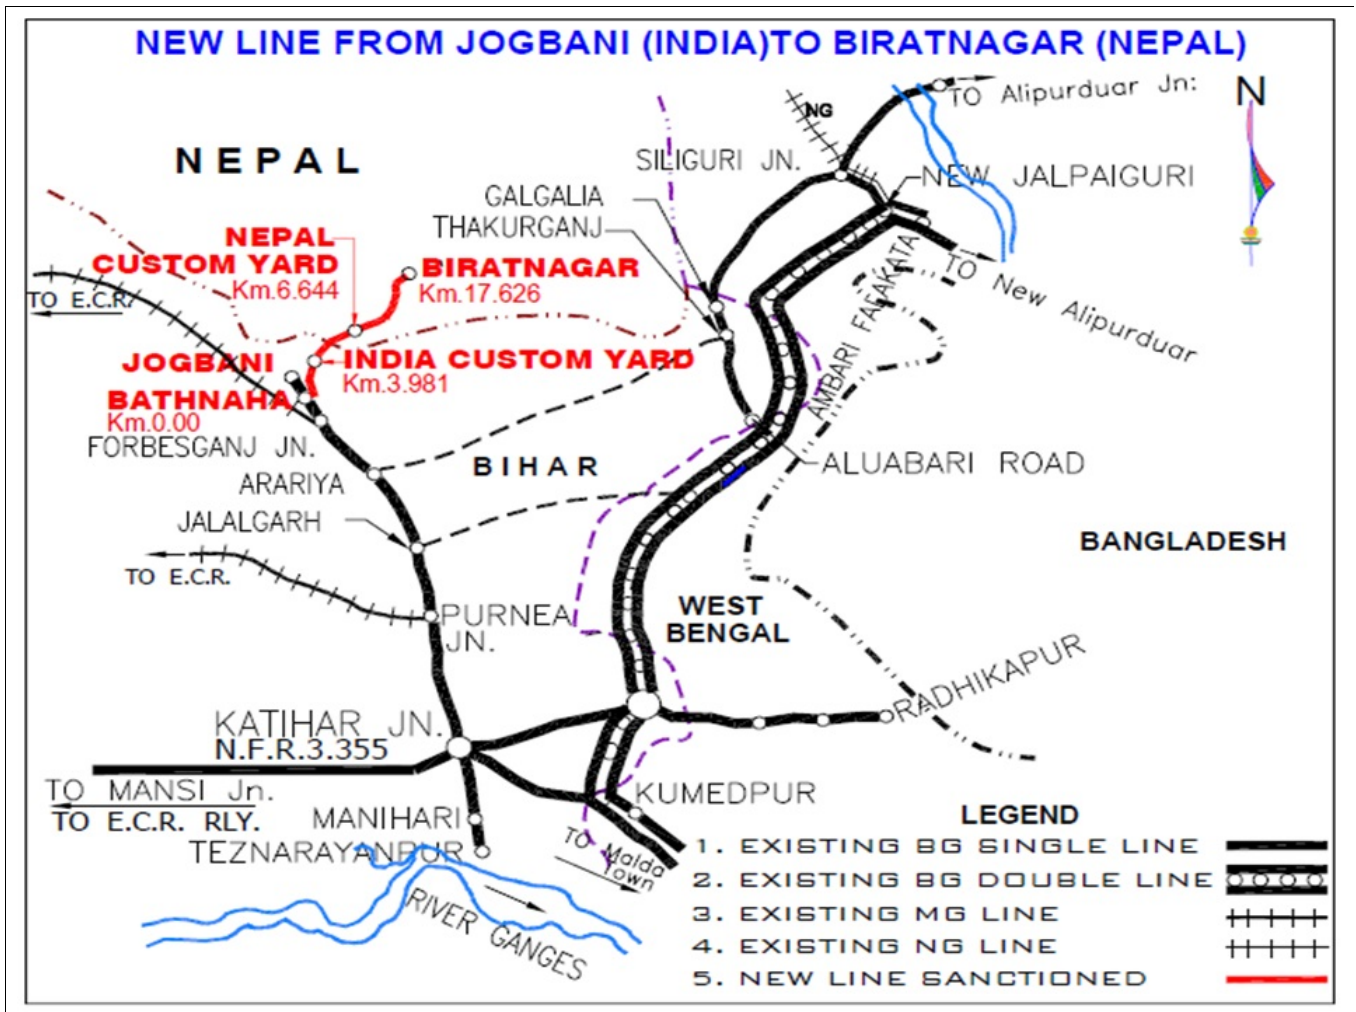 NEW LINE FROM JOGBANI (INDIA)TO BIRATNAGAR (NEPAL)
TO Alipurduar Jn:
N
NG
NEPAL
SILIGURI JN.
NEW JALPAIGURI
GALGALIA
THAKURGANJ
NEPAL
CUSTOM YARD
Km.6.644
BIRATNAGAR
Km.17.626
TO New Alipurduar
AMBARI FALAKATA
TO E.C.R.
JOGBANI
INDIA CUSTOM YARD
Km.3.981
BATHNAHA
Km.0.00
FORBESGANJ JN.
BIHAR
ALUABARI ROAD
ARARIYA
JALALGARH
BANGLADESH
TO E.C.R.
PURNEA
JN.
WEST
BENGAL
RADHIKAPUR
KATIHAR JN.
N.F.R.3.355
TO MANSI Jn.
TO E.C.R. RLY.
KUMEDPUR
MANIHARI
TEZNARAYANPUR
TO Malda
Town
RIVER GANGES
LEGEND
1. EXISTING BG SINGLE LINE
2. EXISTING BG DOUBLE LINE
3. EXISTING MG LINE
4. EXISTING NG LINE
5. NEW LINE SANCTIONED